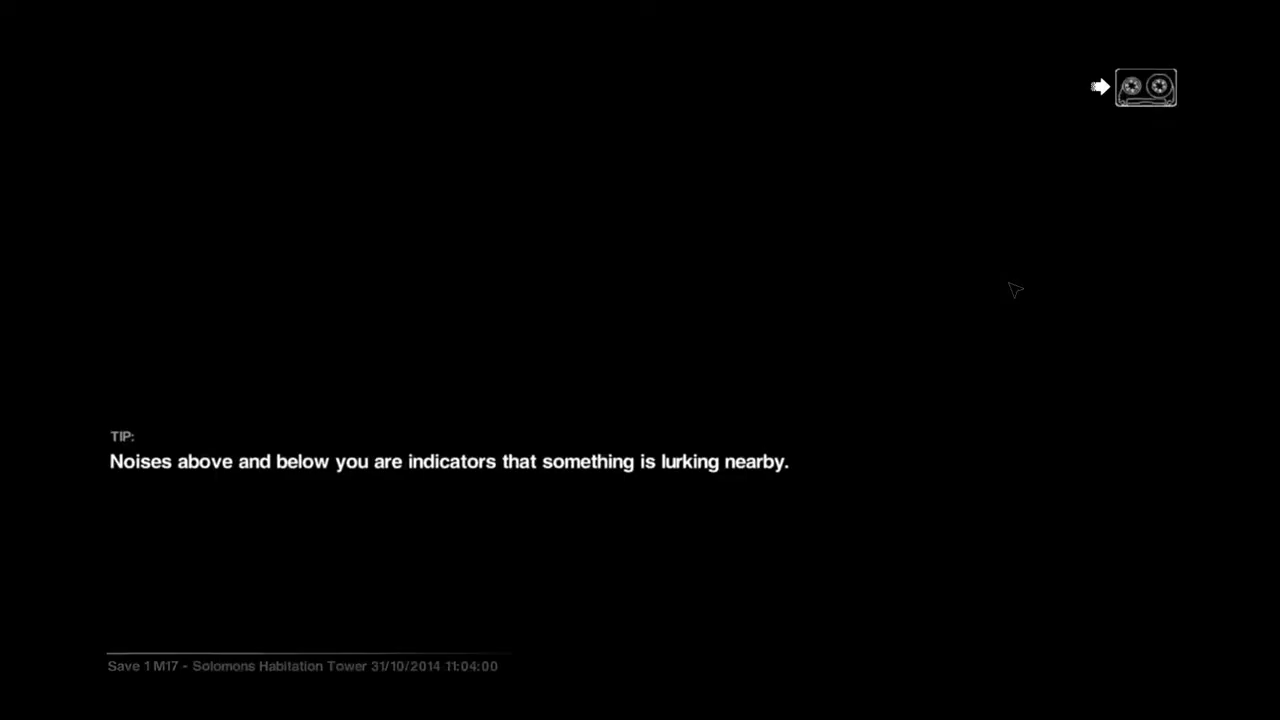 TIP:
Noises above and below you are indicators that something is lurking nearby.
Save 1 M17 - Solomons Habitation Tower 31/10/2014 11:04:00